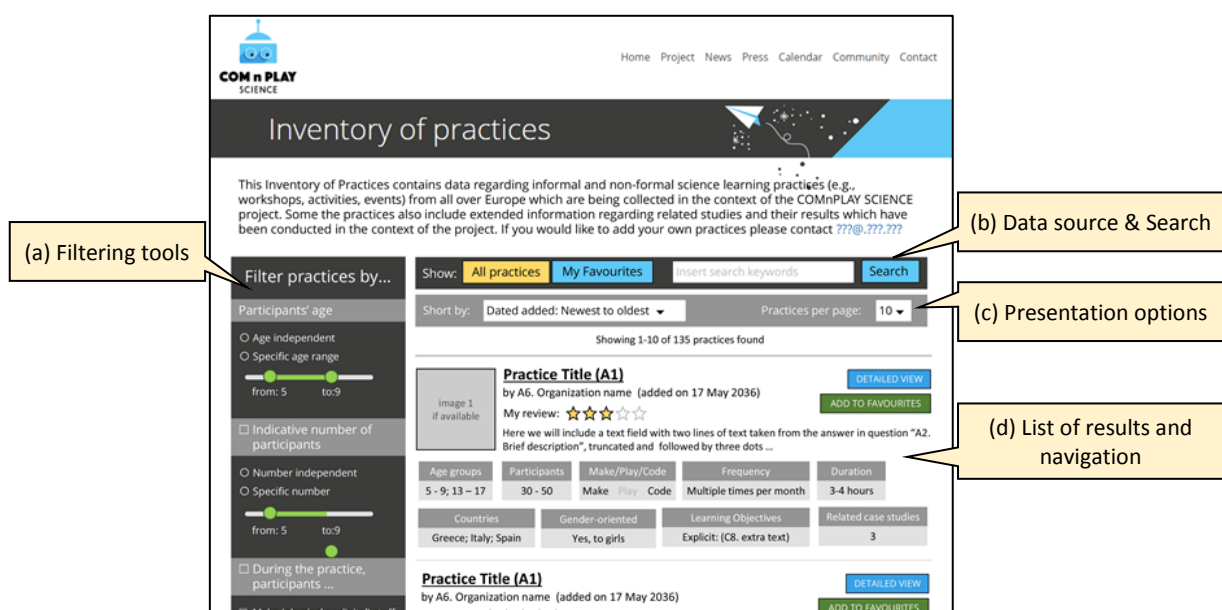 COM n PLAY
SCIENCE
Home Project News Press Calendar Community Contact
Inventory of practices
This Inventory of Practices contains data regarding informal and non-formal science learning practices (e.g.,
workshops, activities, events) from all over Europe which are being collected in the context of the COMnPLAY SCIENCE
project. Some the practices also include extended information regarding related studies and their results which have
been conducted in the context of the project. If you would like to add your own practices please contact ???@.???.???
(a) Filtering tools
(b) Data source & Search
(c) Presentation options
(d) List of results and
navigation
Filter practices by...
Participants' age
Age independent
Specific age range
from: 5 to:9
Indicative number of
participants
Number independent
Specific number
from: 5 to:9
During the practice,
participants ...
Show: All practices My Favourites Insert search keywords Search
Short by: Dated added: Newest to oldest Practices per page: 10
Showing 1-10 of 135 practices found
image 1
if available
Practice Title (A1)
by A6. Organization name (added on 17 May 2036)
My review:
DETAILED VIEW
ADD TO FAVOURITES
Here we will include a text field with two lines of text taken from the answer in question "A2.
Brief description", truncated and followed by three dots ...
Age groups Participants Make/Play/Code Frequency Duration
5 - 9; 13 – 17 30 - 50 Make Play Code Multiple times per month 3-4 hours
Countries Gender-oriented Learning Objectives Related case studies
Greece; Italy; Spain Yes, to girls Explicit: (C8. extra text) 3
Practice Title (A1)
by A6. Organization name (added on 17 May 2036)
DETAILED VIEW
ADD TO FAVOURITES